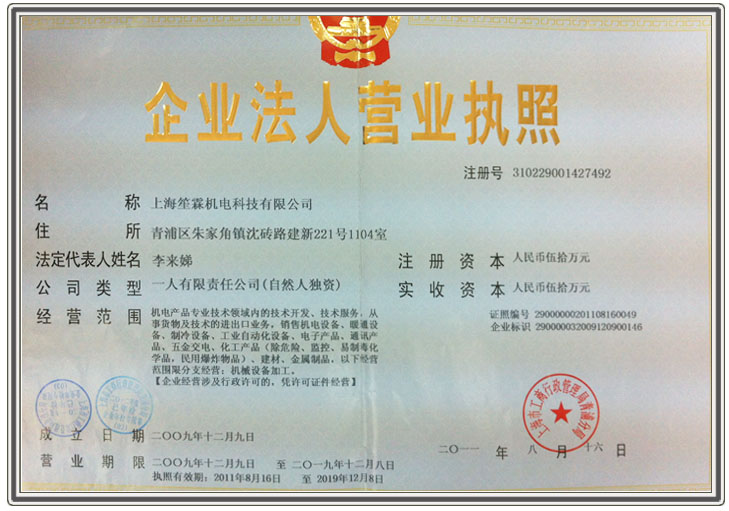 企业法人营业执照
注册号 310229001427492
名称 上海笙霖机电科技有限公司
住所 青浦区朱家角镇沈砖路建新221号1104室
法定代表人姓名 李来娣
注册资本 人民币伍拾万元
公司类型 一人有限责任公司(自然人独资)
实收资本 人民币伍拾万元
经营范围 机电产品专业技术领域内的技术开发、技术服务，从
事货物及技术的进出口业务，销售机电设备、暖通设
备、制冷设备、工业自动化设备、电子产品、通讯产
品、五金交电、化工产品（除危险、监控、易制毒化
学品，民用爆炸物品）、建材、金属制品，以下经营
范围限分支经营：机械设备加工。
【企业经营涉及行政许可的，凭许可证件经营】
证照编号 29000000201108160049
企业标识 290000032009120900146
上海市工商行政管理局青浦分局
成立日期 二〇〇九年十二月九日
二〇一一年八月十六日
营业期限 二〇〇九年十二月九日 至 二〇一九年十二月八日
执照有效期：2011年8月16日 至 2019年12月8日